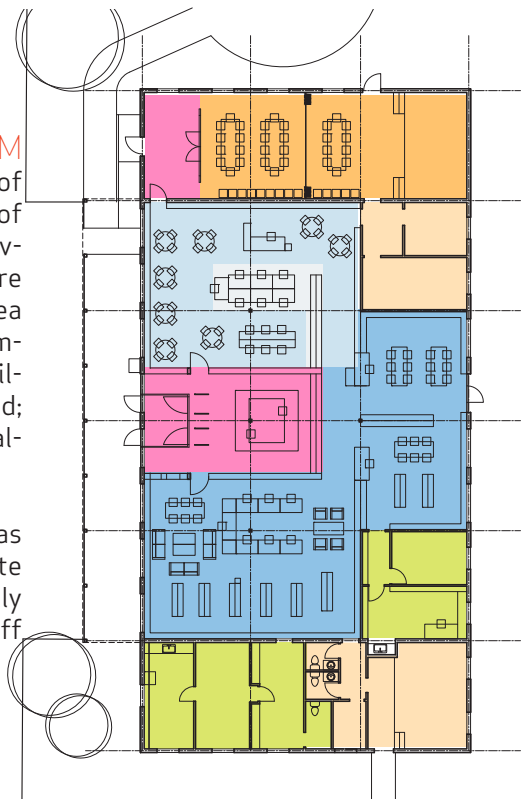 M
of
of
v-
re
ea
m-
il-
d;
al-
as
te
ly
ff